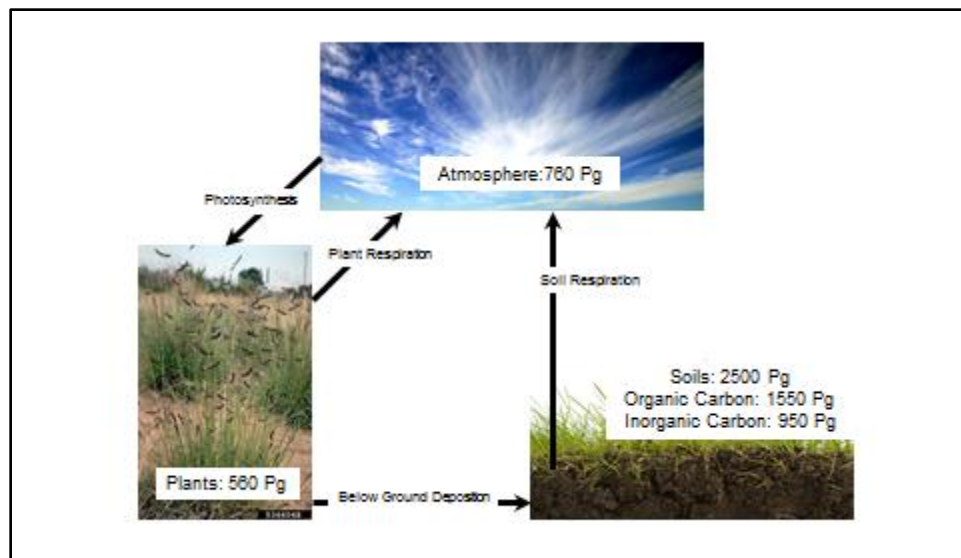 Atmosphere:760 Pg
Photosynthesis
Plant Respiration
Soil Respiration
Soils: 2500 Pg
Organic Carbon: 1550 Pg
Inorganic Carbon: 950 Pg
Plants: 560 Pg
Below Ground Deposition